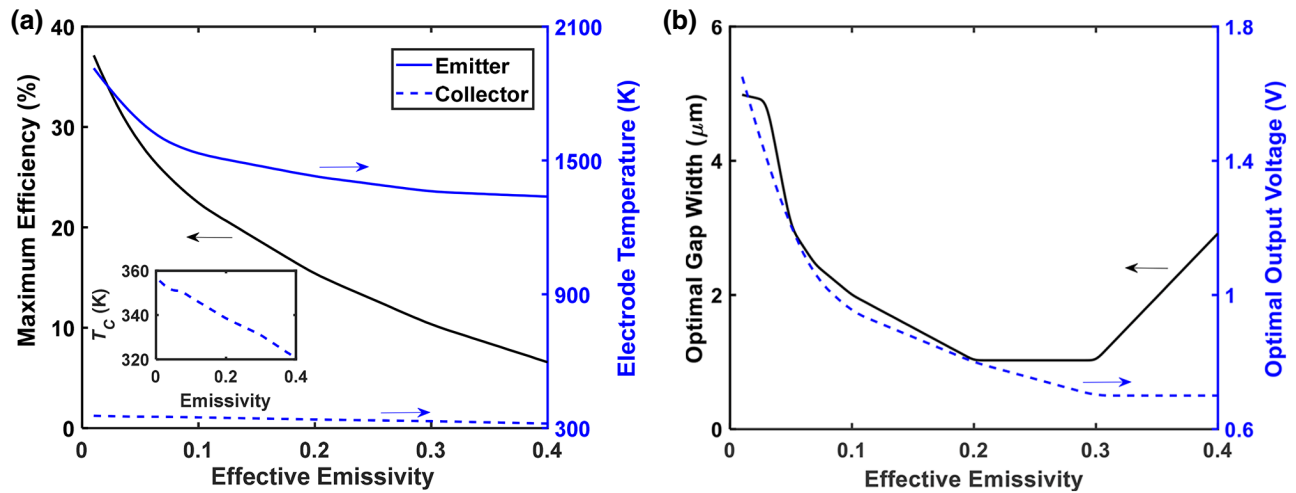 (a)
Maximum Efficiency (%)
40
30
20
10
0
0
0.1
0.2
0.3
0.4
Effective Emissivity
Emitter
Collector
2100
1500
900
300
Electrode Temperature (K)
T_C (K)
360
340
320
0
0.2
0.4
Emissivity
(b)
Optimal Gap Width (μm)
6
4
2
0
0
0.1
0.2
0.3
0.4
Effective Emissivity
1.8
1.4
1
0.6
Optimal Output Voltage (V)